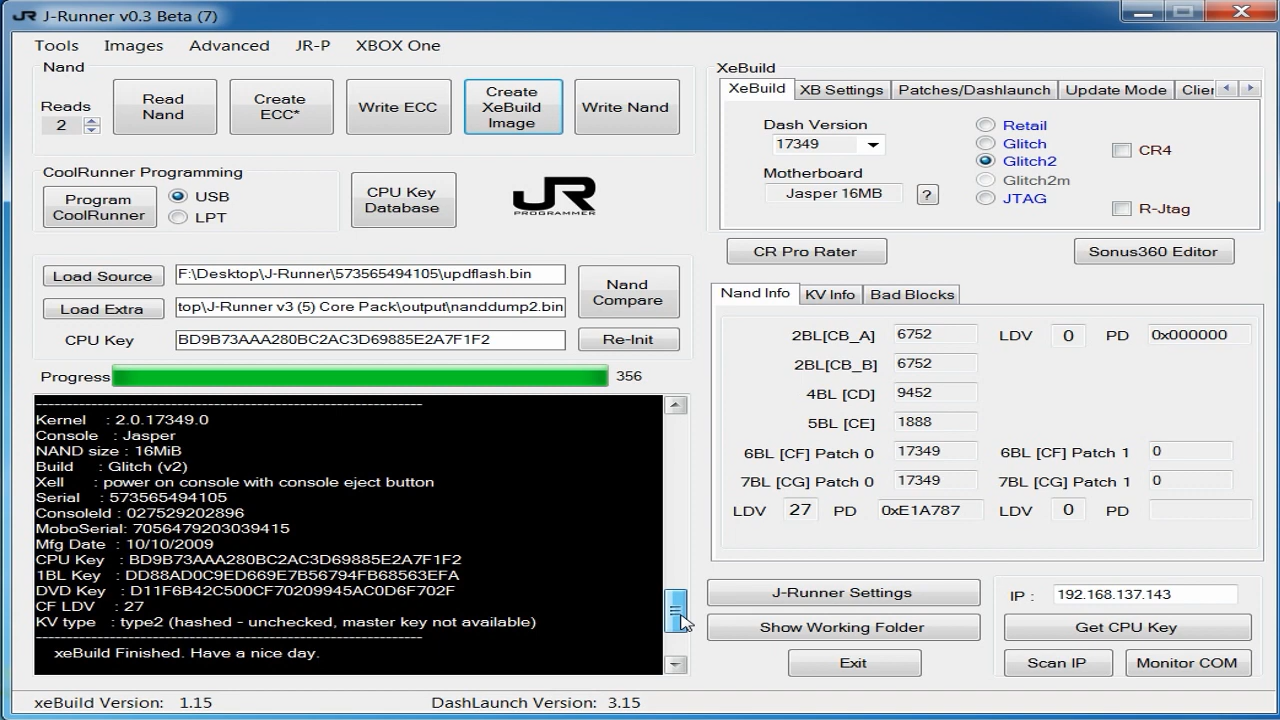 J-Runner v0.3 Beta (7)
Tools Images Advanced JR-P XBOX One
Nand
Reads
2
Read Nand
Create ECC*
Write ECC
Create XeBuild Image
Write Nand
CoolRunner Programming
Program CoolRunner
USB
LPT
CPU Key Database
JR
PROGRAMMER
Load Source
F:\Desktop\J-Runner\573565494105\updflash.bin
Load Extra
top\J-Runner v3 (5) Core Pack\output\nanddump2.bin
CPU Key
BD9B73AAA280BC2AC3D69885E2A7F1F2
Nand Compare
Re-Init
Progress
356
Kernel : 2.0.17349.0
Console : Jasper
NAND size : 16MiB
Build : Glitch (v2)
Xell : power on console with console eject button
Serial : 573565494105
ConsoleId : 027529202896
MoboSerial: 7056479203039415
Mfg Date : 10/10/2009
CPU Key : BD9B73AAA280BC2AC3D69885E2A7F1F2
1BL Key : DD88AD0C9ED669E7B56794FB68563EFA
DVD Key : D11F6B42C500CF70209945AC0D6F702F
CF LDV : 27
KV type : type2 (hashed - unchecked, master key not available)
xeBuild Finished. Have a nice day.
XeBuild
XeBuild XB Settings Patches/Dashlaunch Update Mode Clier
Dash Version
17349
Motherboard
Jasper 16MB
?
Retail
Glitch
Glitch2
Glitch2m
JTAG
CR4
R-Jtag
CR Pro Rater
Sonus360 Editor
Nand Info KV Info Bad Blocks
2BL[CB_A] 6752 LDV 0 PD 0x000000
2BL[CB_B] 6752
4BL [CD] 9452
5BL [CE] 1888
6BL [CF] Patch 0 17349 6BL [CF] Patch 1 0
7BL [CG] Patch 0 17349 7BL [CG] Patch 1 0
LDV 27 PD 0xE1A787 LDV 0 PD
J-Runner Settings
Show Working Folder
Exit
IP : 192.168.137.143
Get CPU Key
Scan IP
Monitor COM
xeBuild Version: 1.15 DashLaunch Version: 3.15